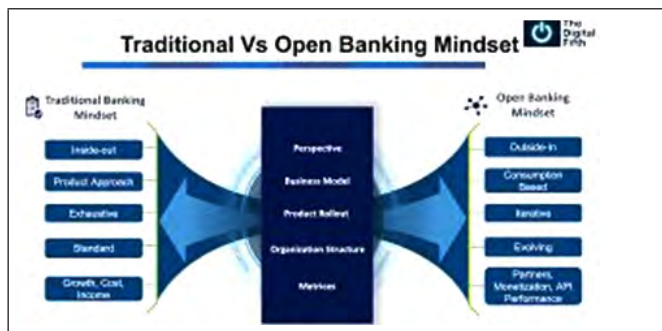 Traditional Vs Open Banking Mindset
The
Digital
Fifth
Traditional Banking
Mindset
Open Banking
Mindset
Inside-out
Perspective
Outside-in
Product Approach
Business Model
Consumption
Based
Exhaustive
Product Rollout
Iterative
Standard
Organization Structure
Evolving
Growth, Cost,
Income
Matrices
Partners,
Monetization, API
Performance